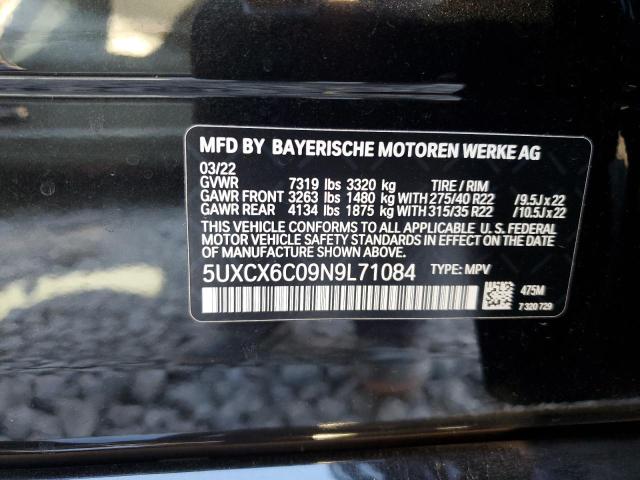 MFD BY BAYERISCHE MOTOREN WERKE AG
03/22
GVWR 7319 lbs 3320 kg TIRE / RIM
GAWR FRONT 3263 lbs 1480 kg WITH 275/40 R22 / 9.5J x 22
GAWR REAR 4134 lbs 1875 kg WITH 315/35 R22 / 10.5J x 22
THIS VEHICLE CONFORMS TO ALL APPLICABLE U. S. FEDERAL
MOTOR VEHICLE SAFETY STANDARDS IN EFFECT ON THE DATE OF
MANUFACTURE SHOWN ABOVE.
5UXCX6C09N9L71084 TYPE: MPV
475M
7 320 729